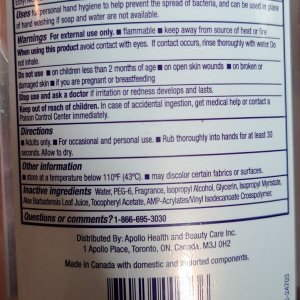 Uses to personal hand hygiene to help prevent the spread of bacteria, and can be used in place
of hand washing if soap and water are not available.
Warnings For external use only. ■ flammable ■ keep away from source of heat or fire
When using this product avoid contact with eyes. If contact occurs, rinse thoroughly with water. Do
not inhale.
Do not use ■ on children less than 2 months of age ■ on open skin wounds ■ on broken or
damaged skin ■ if you are pregnant or breastfeeding
Stop use and ask a doctor if irritation or redness develops and lasts.
Keep out of reach of children. In case of accidental ingestion, get medical help or contact a
Poison Control Center immediately.
Directions
■ Adults only. ■ For occasional and personal use. ■ Rub thoroughly into hands for at least 30
seconds. Allow to dry.
Other information
■ store at a temperature below 110ºF (43ºC). ■ may discolor certain fabrics or surfaces.
Inactive ingredients Water, PEG-6, Fragrance, Isopropyl Alcohol, Glycerin, Isopropyl Myristate,
Aloe Barbadensis Leaf Juice, Tocopheryl Acetate, AMP-Acrylates/Vinyl Isodecanoate Crosspolymer.
Questions or comments? 1-866-695-3030
Distributed By: Apollo Health and Beauty Care Inc.
1 Apollo Place, Toronto, ON, Canada, M3J 0H2
Made in Canada with domestic and imported components.